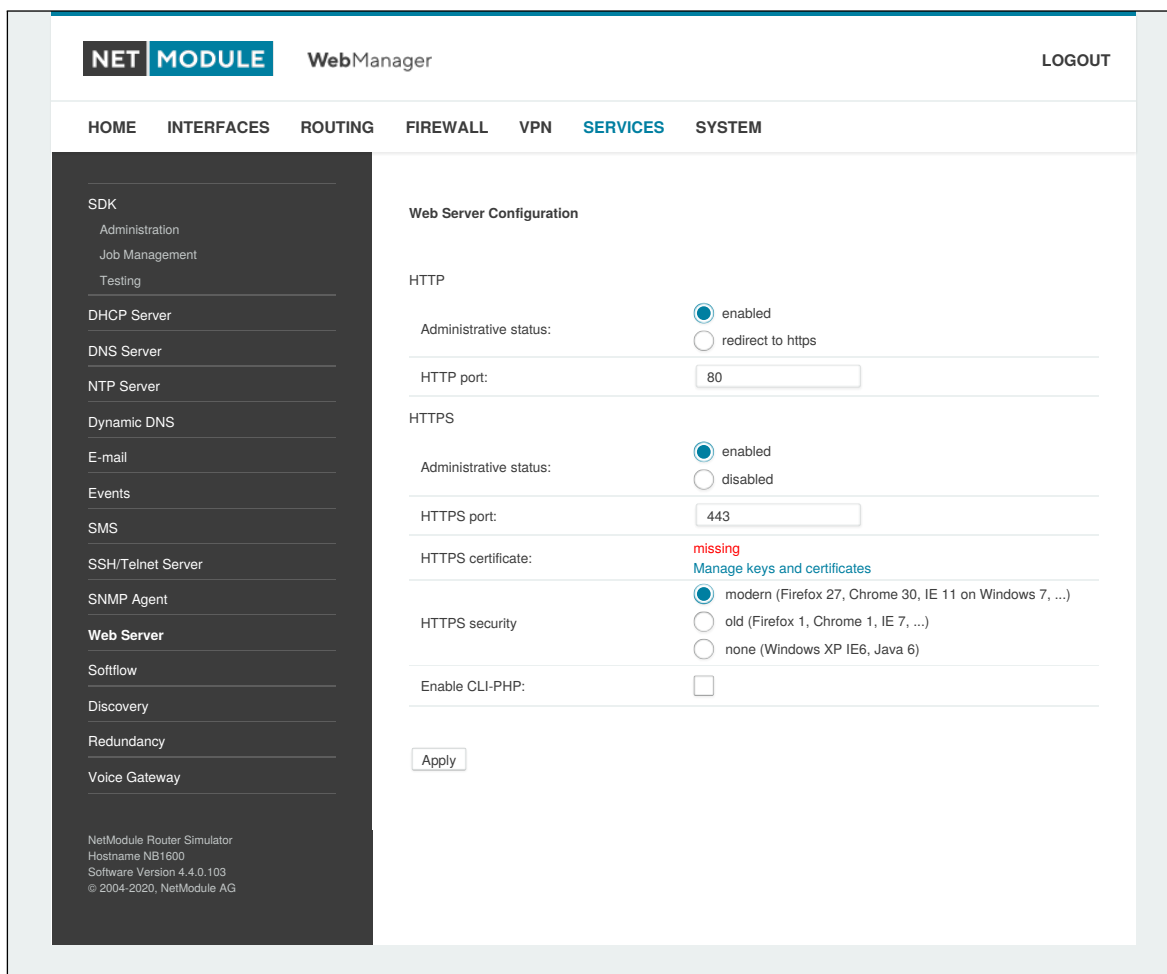 NET MODULE WebManager LOGOUT
HOME INTERFACES ROUTING FIREWALL VPN SERVICES SYSTEM
SDK
Administration
Job Management
Testing
DHCP Server
DNS Server
NTP Server
Dynamic DNS
E-mail
Events
SMS
SSH/Telnet Server
SNMP Agent
Web Server
Softflow
Discovery
Redundancy
Voice Gateway
NetModule Router Simulator
Hostname NB1600
Software Version 4.4.0.103
© 2004-2020, NetModule AG
Web Server Configuration
HTTP
Administrative status:
enabled
redirect to https
HTTP port: 80
HTTPS
Administrative status:
enabled
disabled
HTTPS port: 443
HTTPS certificate:
missing
Manage keys and certificates
HTTPS security
modern (Firefox 27, Chrome 30, IE 11 on Windows 7, ...)
old (Firefox 1, Chrome 1, IE 7, ...)
none (Windows XP IE6, Java 6)
Enable CLI-PHP:
Apply